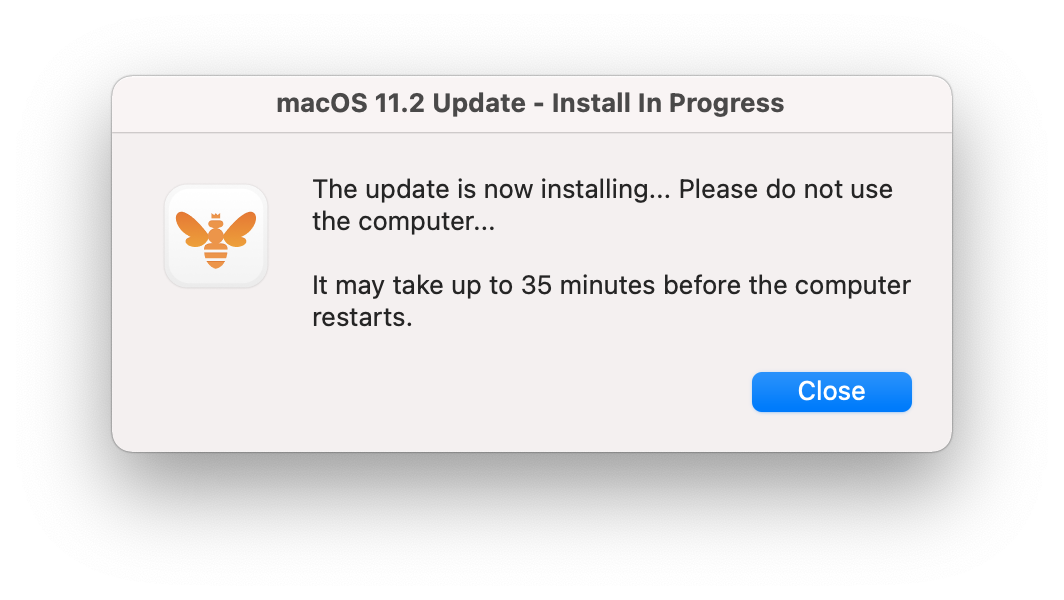 macOS 11.2 Update - Install In Progress
The update is now installing... Please do not use
the computer...
It may take up to 35 minutes before the computer
restarts.
Close